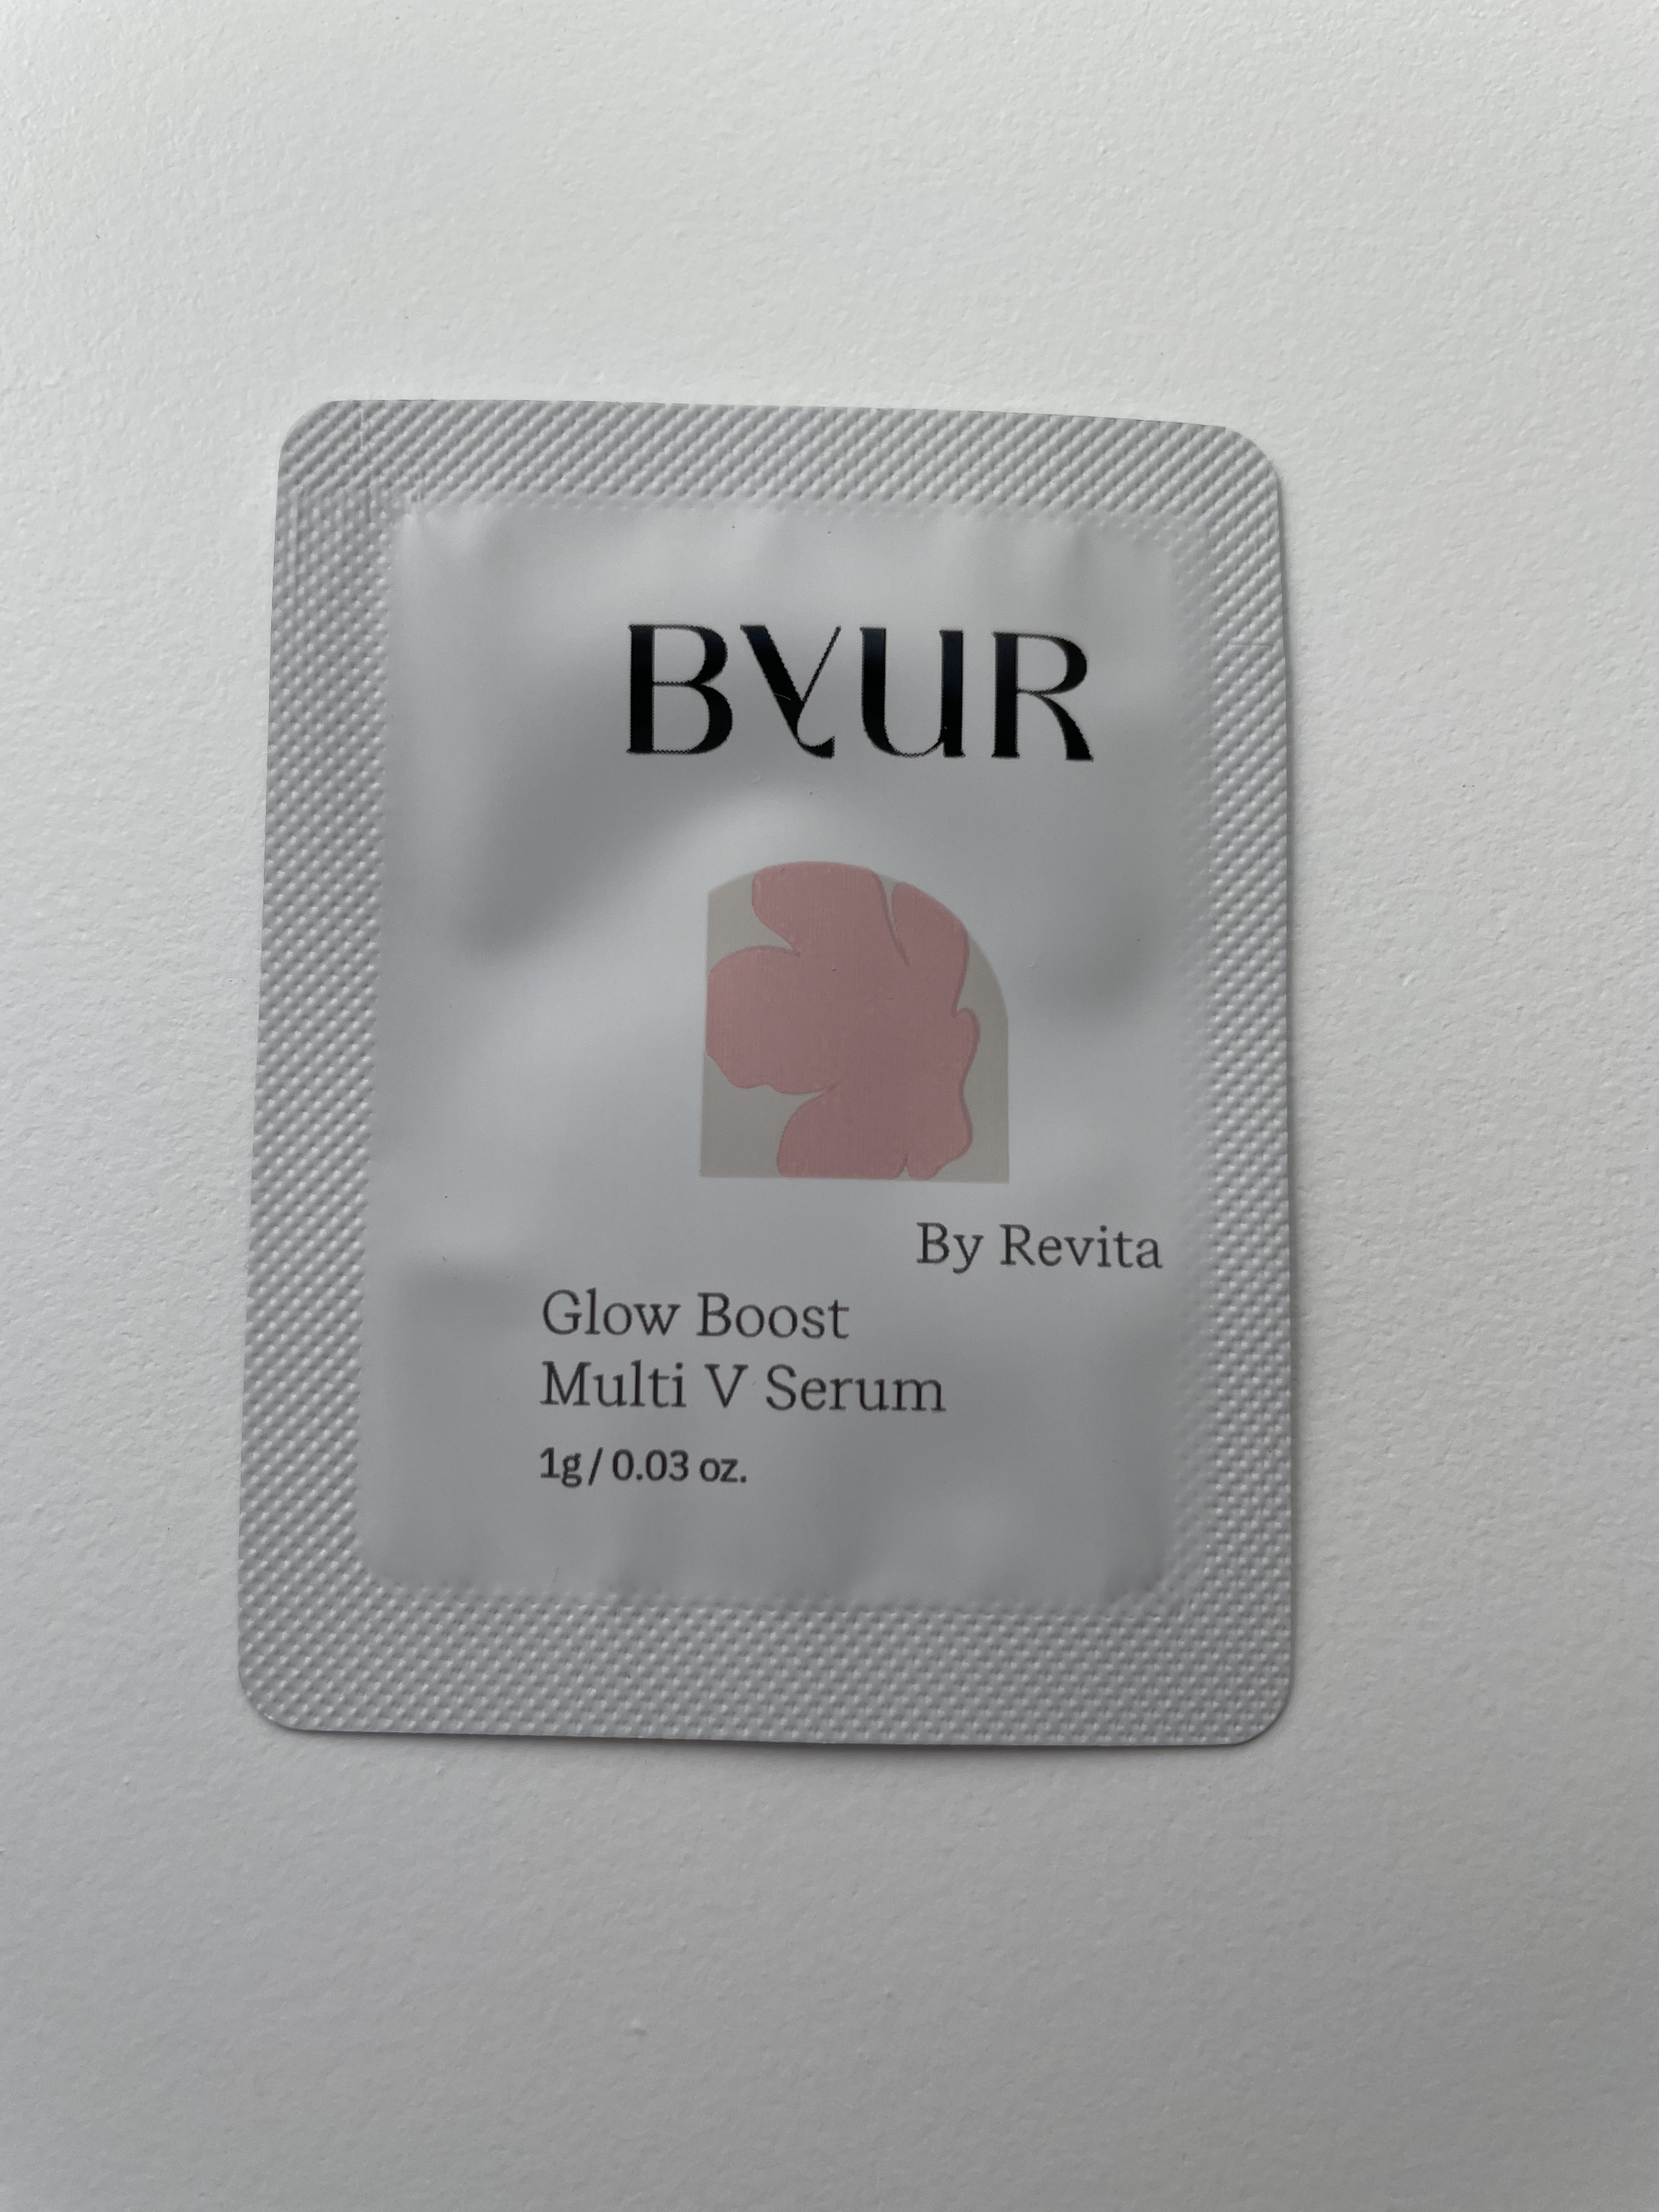 BYUR
By Revita
Glow Boost
Multi V Serum
1g / 0.03 oz.